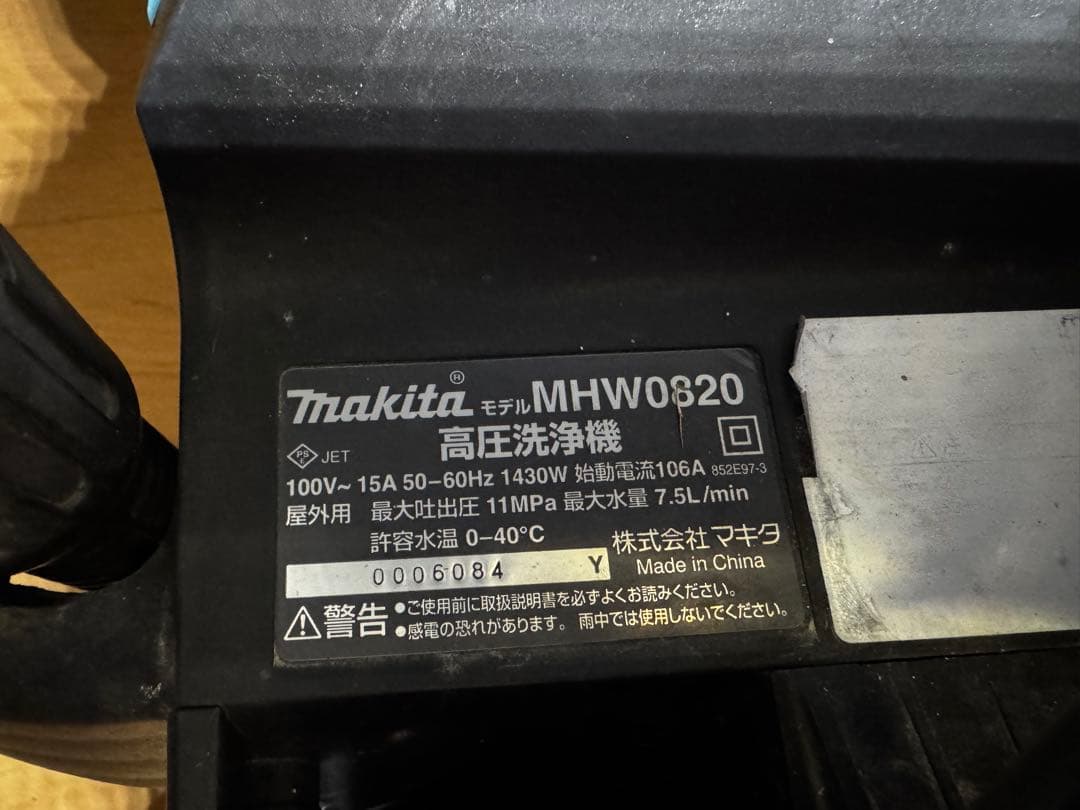 makita® モデル MHW0820
高圧洗浄機
PS E JET
100V~ 15A 50-60Hz 1430W 始動電流106A 852E97-3
屋外用 最大吐出圧 11MPa 最大水量 7.5L/min
許容水温 0-40°C 株式会社マキタ
0006084 Y Made in China
警告 ●ご使用前に取扱説明書を必ずよくお読みください。
●感電の恐れがあります。雨中では使用しないでください。